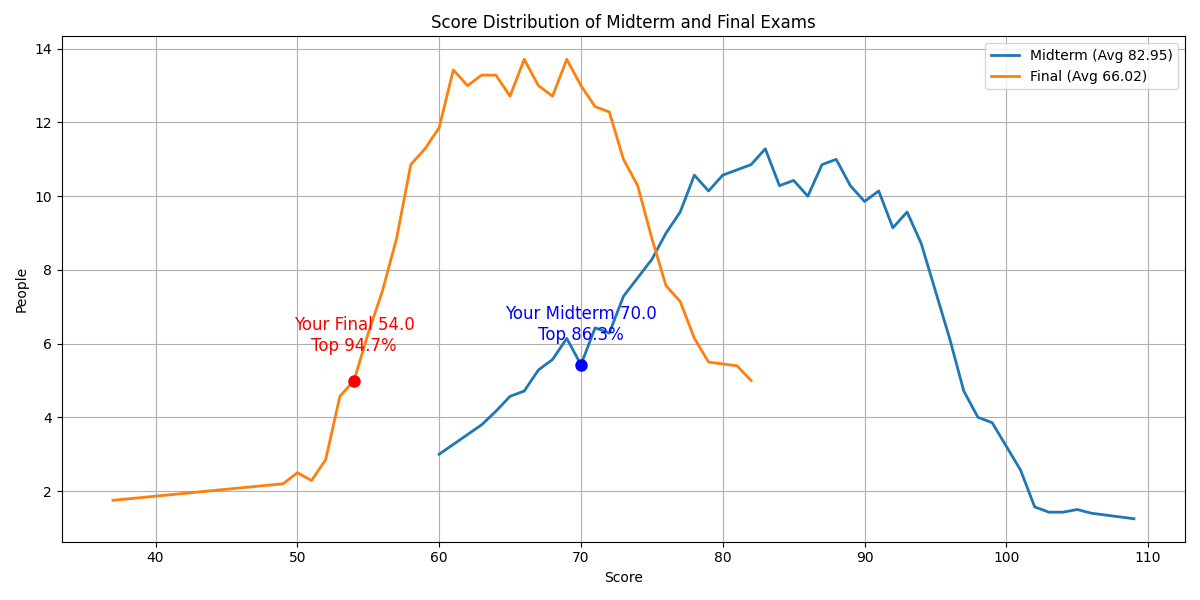 Score Distribution of Midterm and Final Exams
Midterm (Avg 82.95)
Final (Avg 66.02)
People
14
12
10
8
6
4
2
Your Final 54.0
Top 94.7%
Your Midterm 70.0
Top 86.3%
40
50
60
70
80
90
100
110
Score